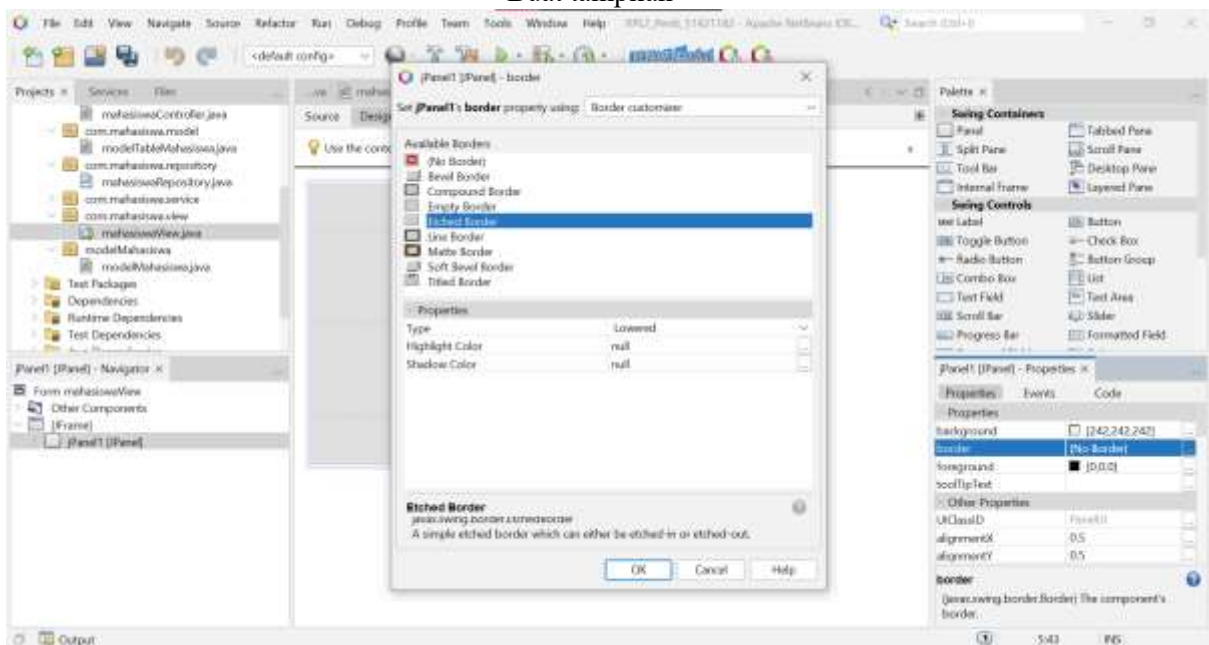 File Edit View Navigate Source Refactor Run Debug Profile Team Tools Window Help
<default config>
Projects Services Files
mahasiswaController.java
com.mahasiswa.model
modelTableMahasiswa.java
com.mahasiswa.repository
mahasiswaRepository.java
com.mahasiswa.service
com.mahasiswa.view
mahasiswaView.java
modelMahasiswa
modelMahasiswa.java
Test Packages
Dependencies
Runtime Dependencies
Test Dependencies
jPanel1 [JPanel] - Navigator
Form mahasiswaView
Other Components
[JFrame]
jPanel1 [JPanel]
Output
Source Design
Use the
jPanel1 [JPanel] - border
Set jPanel1's border property using: Border customizer
Available Borders
(No Border)
Bevel Border
Compound Border
Empty Border
Etched Border
Line Border
Matte Border
Soft Bevel Border
Titled Border
Properties
Type Lowered
Highlight Color null
Shadow Color null
Etched Border
javax.swing.border.EtchedBorder
A simple etched border which can either be etched-in or etched-out.
OK Cancel Help
Palette
Swing Containers
Panel Tabbed Pane
Split Pane Scroll Pane
Tool Bar Desktop Pane
Internal Frame Layered Pane
Swing Controls
Label Button
Toggle Button Check Box
Radio Button Button Group
Combo Box List
Text Field Text Area
Scroll Bar Slider
Progress Bar Formatted Field
jPanel1 [JPanel] - Properties
Properties Events Code
Properties
background [242,242,242]
border (No Border)
foreground [0,0,0]
toolTipText
Other Properties
UIClassID PanelUI
alignmentX 0.5
alignmentY 0.5
border
(javax.swing.border.Border) The component's
border.
5:43 INS